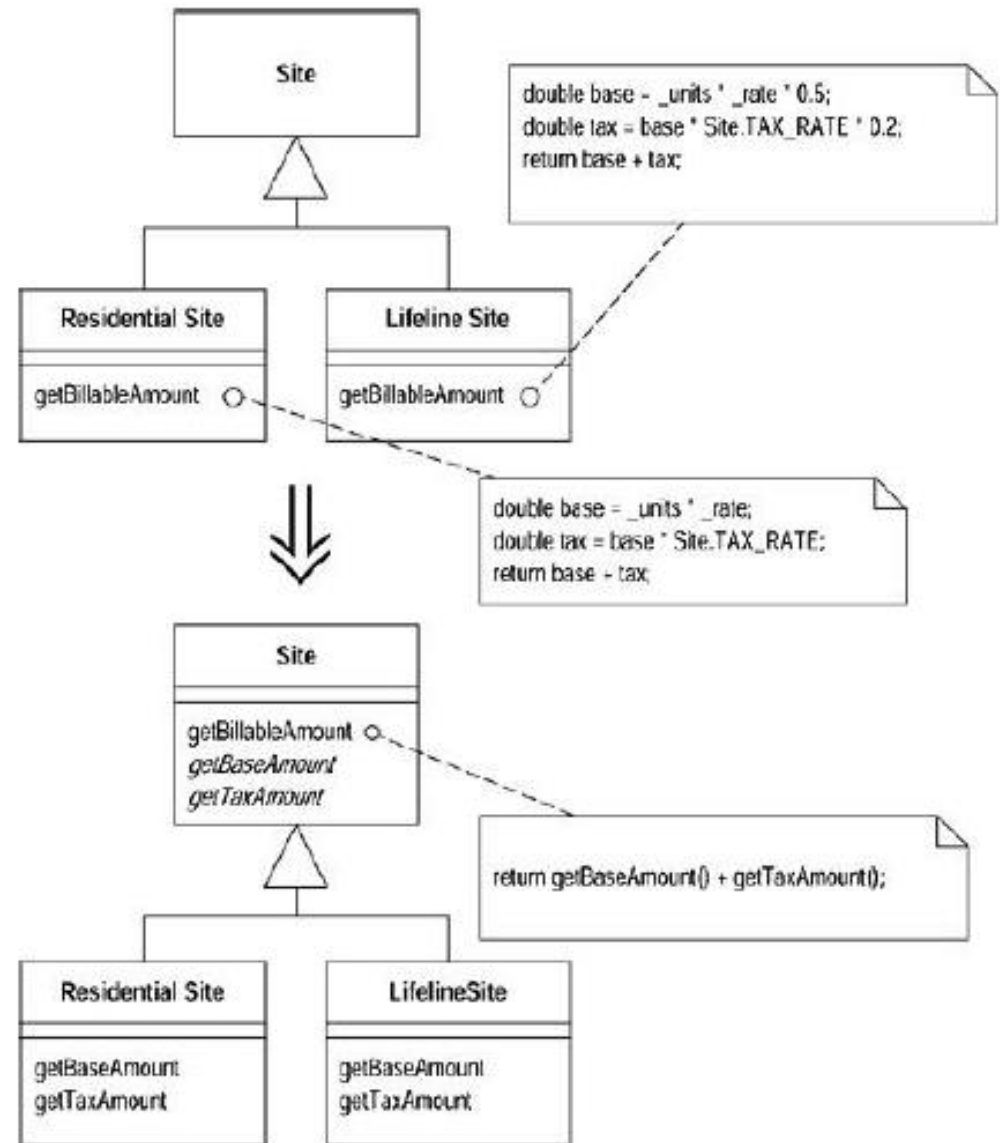 Site
double base = _units * _rate * 0.5;
double tax = base * Site.TAX_RATE * 0.2;
return base + tax;
Residential Site
getBillableAmount
Lifeline Site
getBillableAmount
double base = _units * _rate;
double tax = base * Site.TAX_RATE;
return base + tax;
Site
getBillableAmount
getBaseAmount
getTaxAmount
return getBaseAmount() + getTaxAmount();
Residential Site
getBaseAmount
getTaxAmount
LifelineSite
getBaseAmount
getTaxAmount